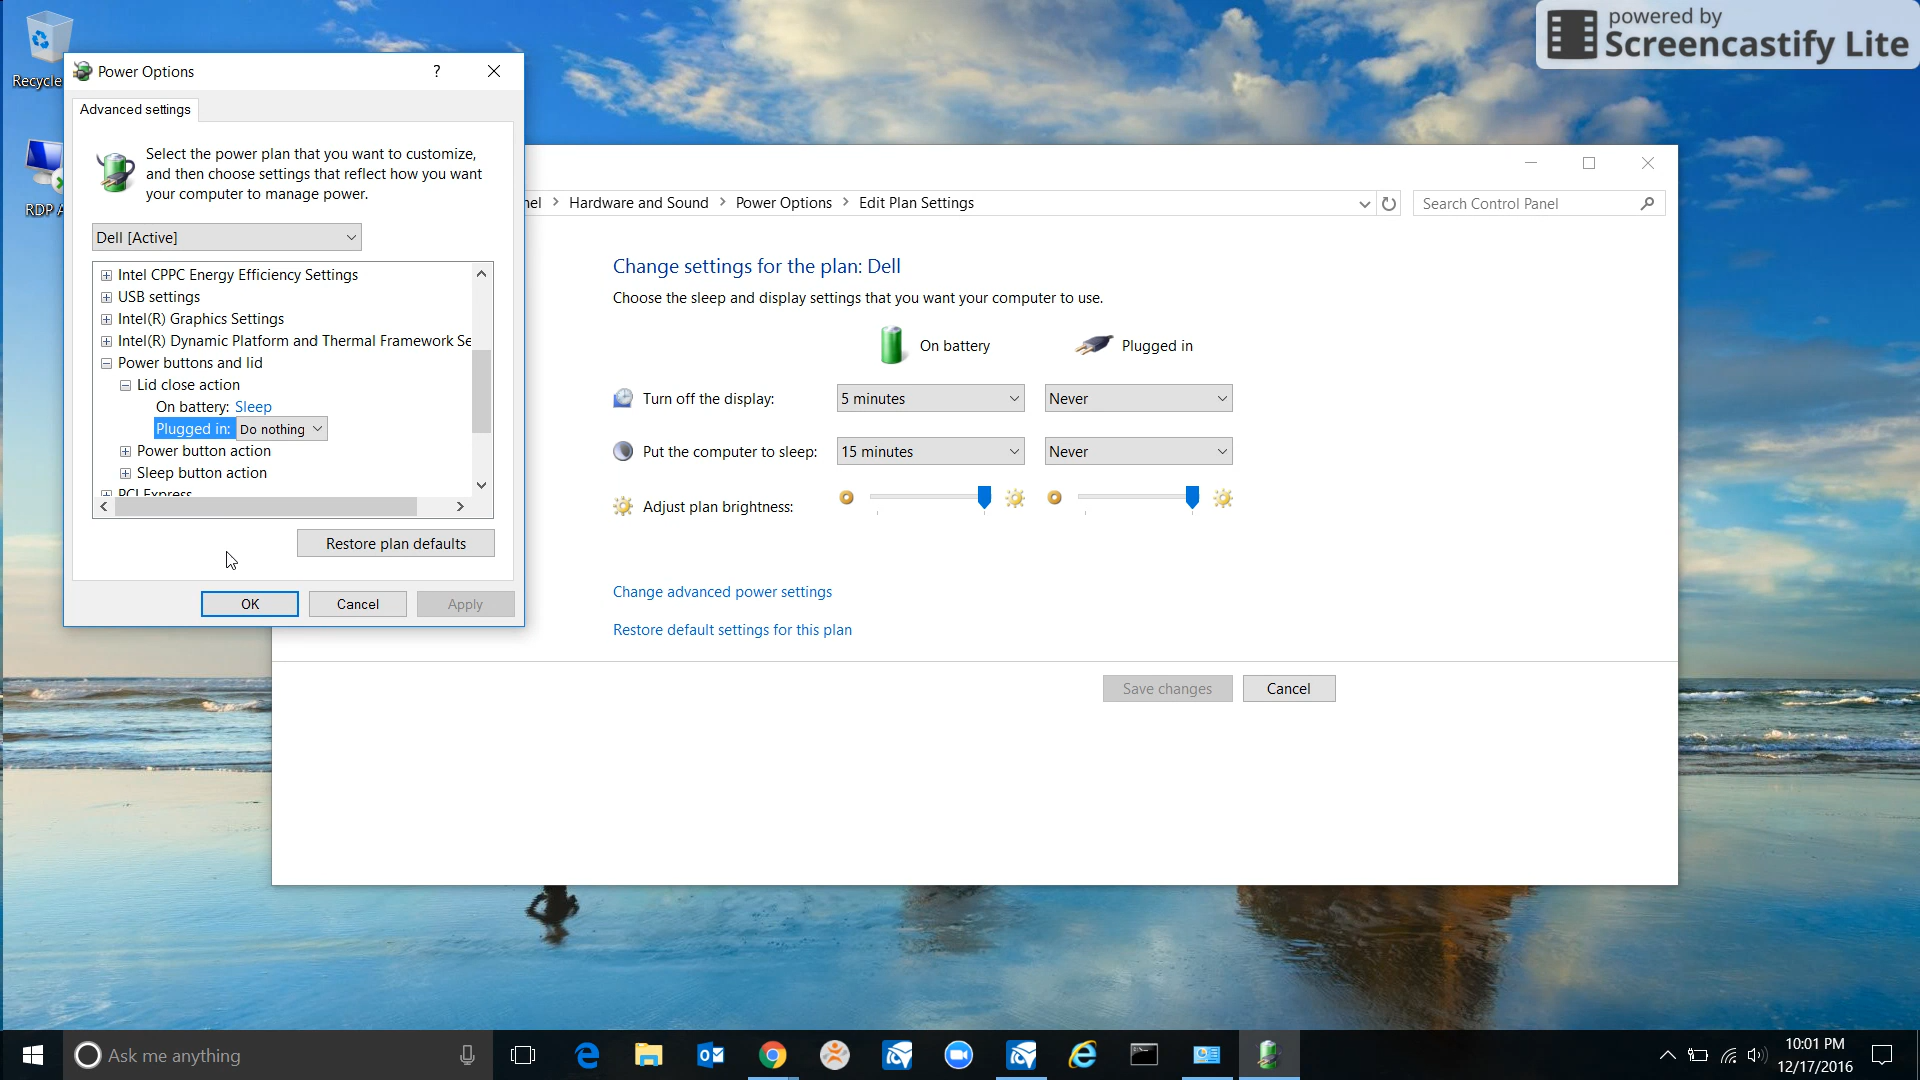 powered by
Screencastify Lite
Recycle
RDP A
Power Options
?
Advanced settings
Select the power plan that you want to customize,
and then choose settings that reflect how you want
your computer to manage power.
Dell [Active]
Intel CPPC Energy Efficiency Settings
USB settings
Intel(R) Graphics Settings
Intel(R) Dynamic Platform and Thermal Framework Se
Power buttons and lid
Lid close action
On battery: Sleep
Plugged in: Do nothing
Power button action
Sleep button action
PCI Express
Restore plan defaults
OK Cancel Apply
nel > Hardware and Sound > Power Options > Edit Plan Settings
Search Control Panel
Change settings for the plan: Dell
Choose the sleep and display settings that you want your computer to use.
On battery Plugged in
Turn off the display: 5 minutes Never
Put the computer to sleep: 15 minutes Never
Adjust plan brightness:
Change advanced power settings
Restore default settings for this plan
Save changes Cancel
Ask me anything
10:01 PM
12/17/2016